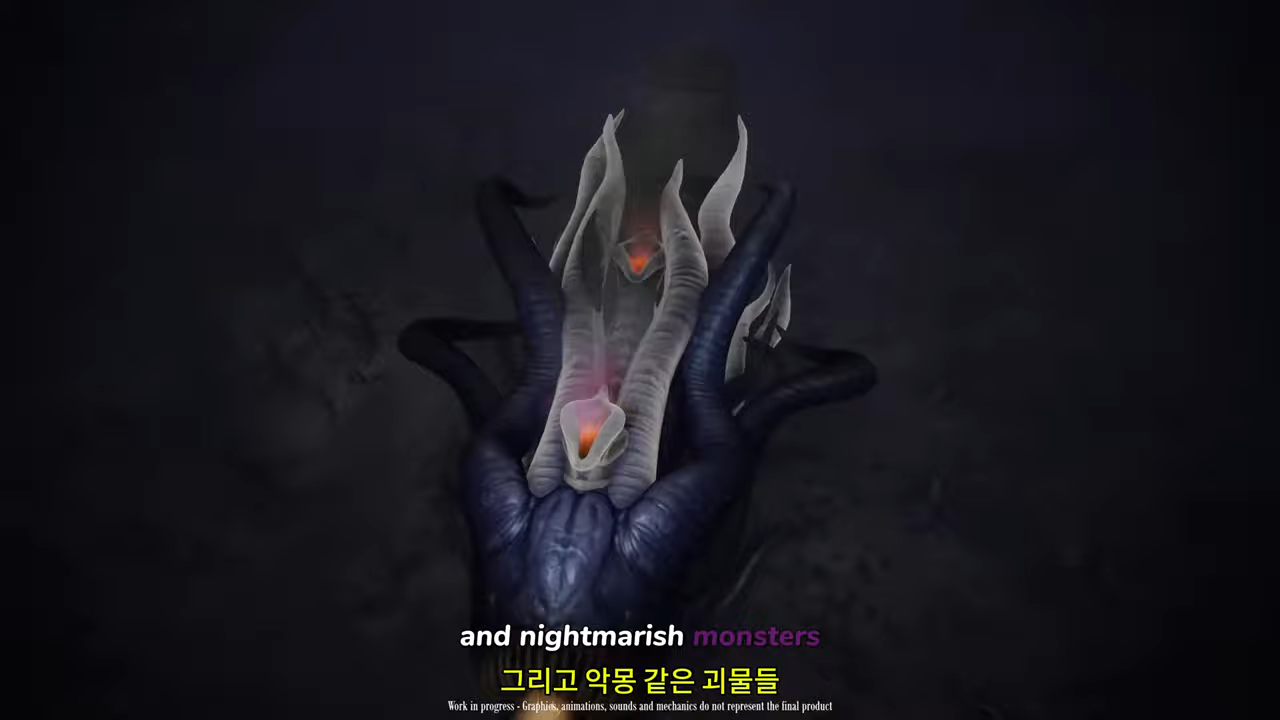 and nightmarish monsters
그리고 악몽 같은 괴물들
Work in progress - Graphics, animations, sounds and mechanics do not represent the final product